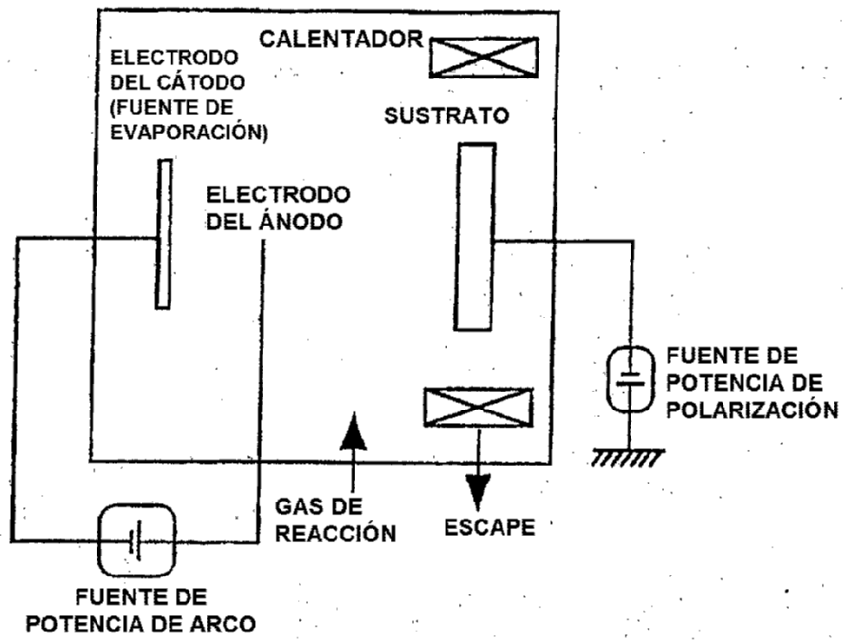 CALENTADOR
ELECTRODO
DEL CÁTODO
(FUENTE DE
EVAPORACIÓN)
SUSTRATO
ELECTRODO
DEL ÁNODO
FUENTE DE
POTENCIA DE
POLARIZACIÓN
GAS DE
REACCIÓN
ESCAPE
FUENTE DE
POTENCIA DE ARCO